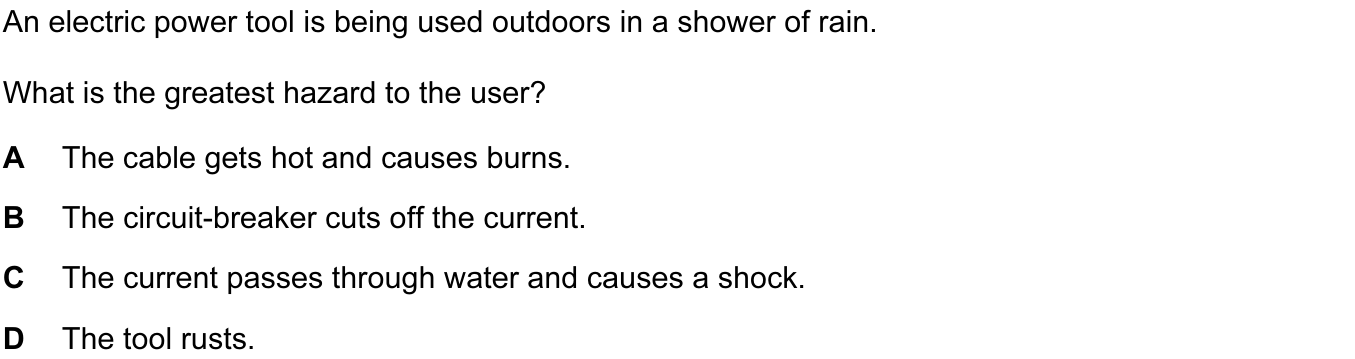 An electric power tool is being used outdoors in a shower of rain.
What is the greatest hazard to the user?
A The cable gets hot and causes burns.
B The circuit-breaker cuts off the current.
C The current passes through water and causes a shock.
D The tool rusts.